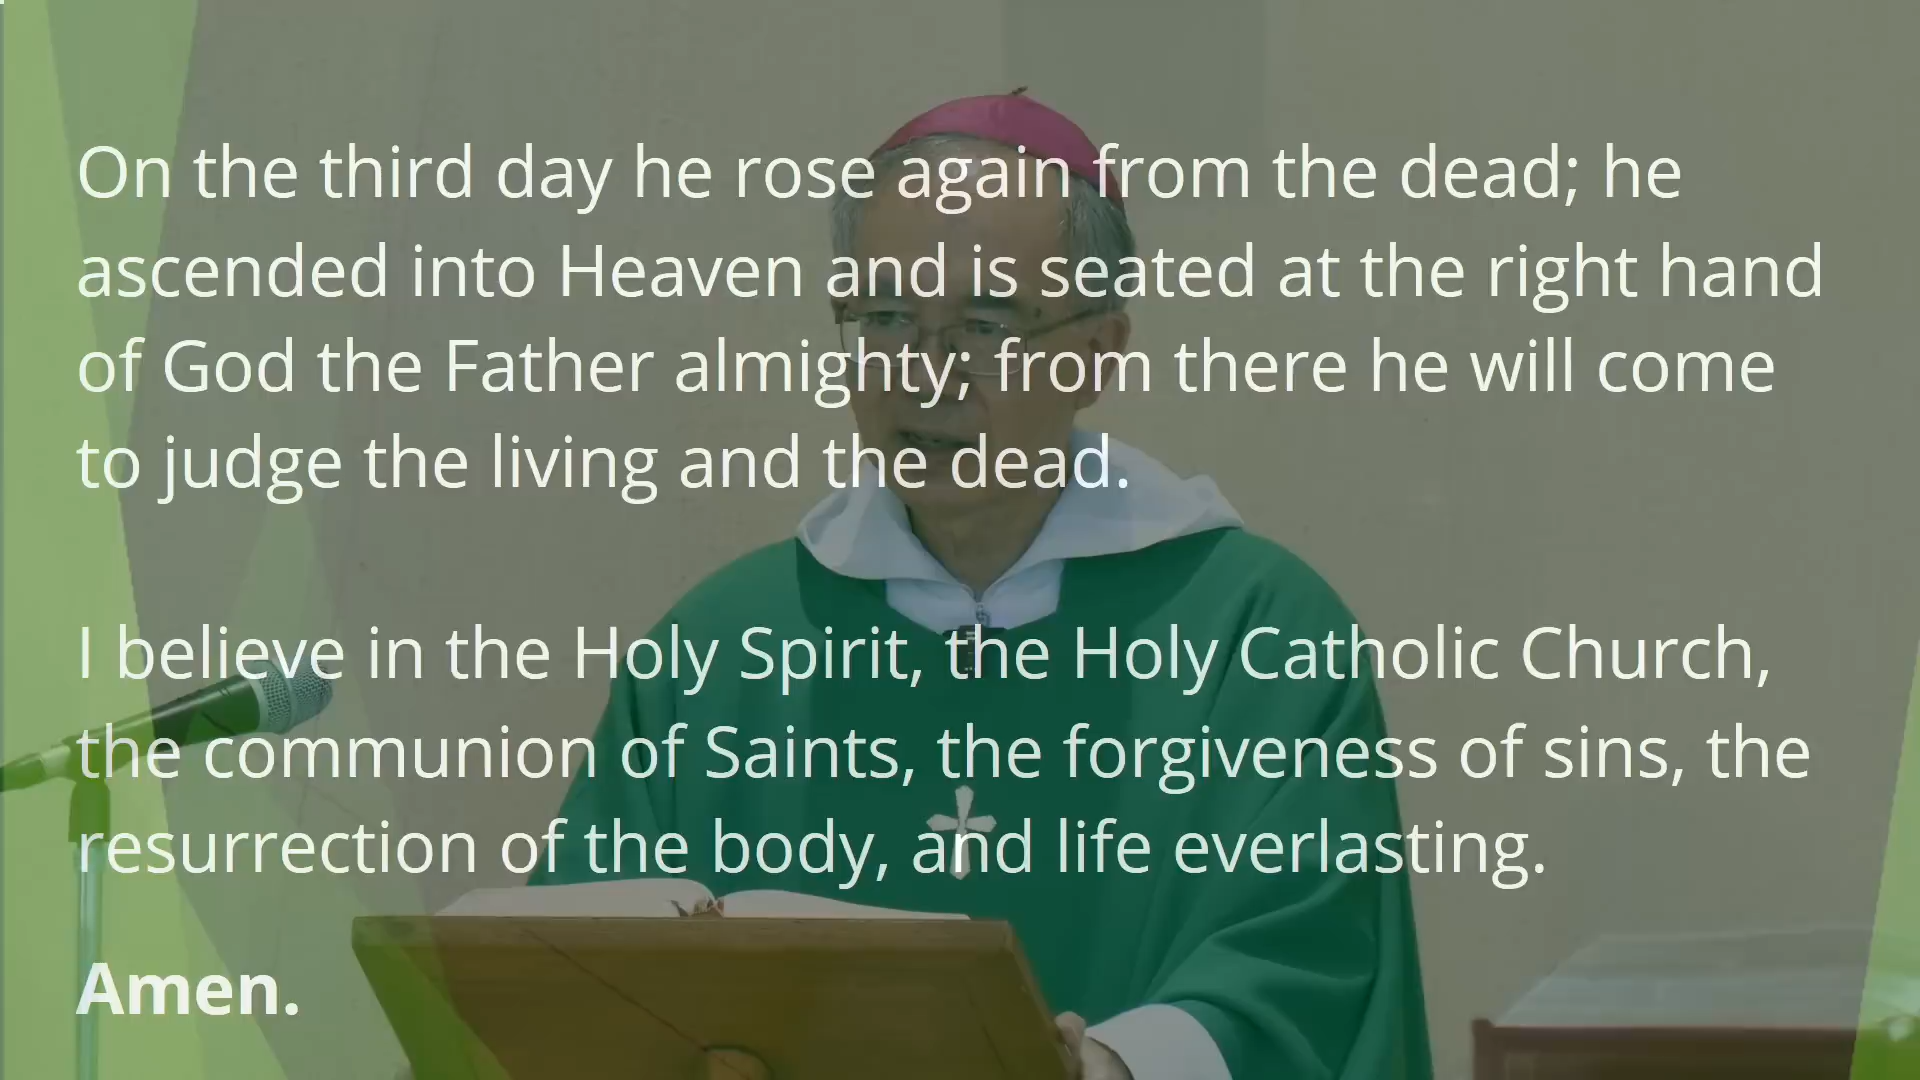 On the third day he rose again from the dead; he
ascended into Heaven and is seated at the right hand
of God the Father almighty; from there he will come
to judge the living and the dead.
I believe in the Holy Spirit, the Holy Catholic Church,
the communion of Saints, the forgiveness of sins, the
resurrection of the body, and life everlasting.
Amen.